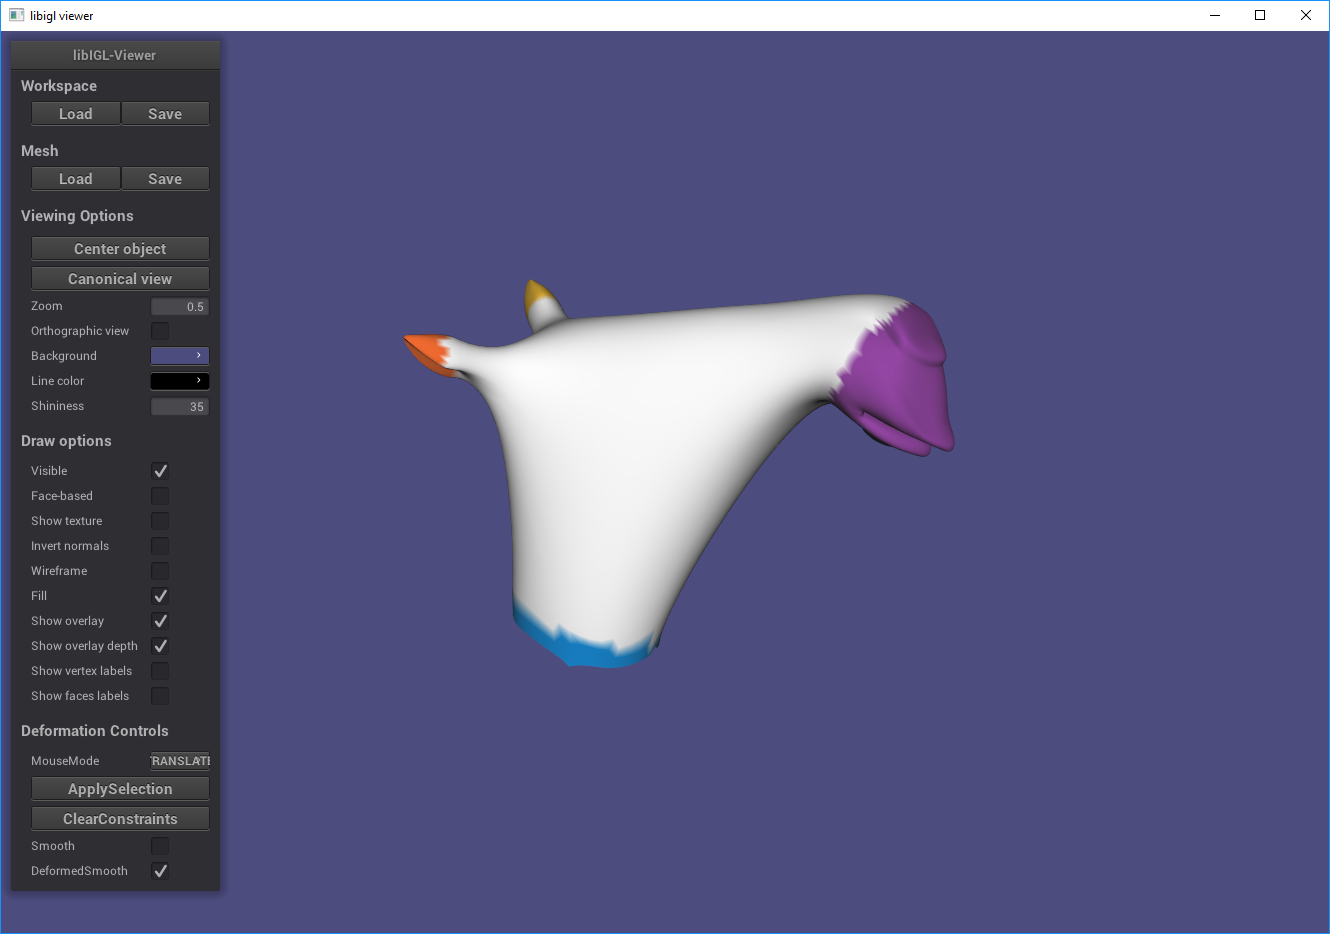 libigl viewer
libIGL-Viewer
Workspace
Load Save
Mesh
Load Save
Viewing Options
Center object
Canonical view
Zoom 0.5
Orthographic view
Background
Line color
Shininess 35
Draw options
Visible
Face-based
Show texture
Invert normals
Wireframe
Fill
Show overlay
Show overlay depth
Show vertex labels
Show faces labels
Deformation Controls
MouseMode TRANSLATE
ApplySelection
ClearConstraints
Smooth
DeformedSmooth